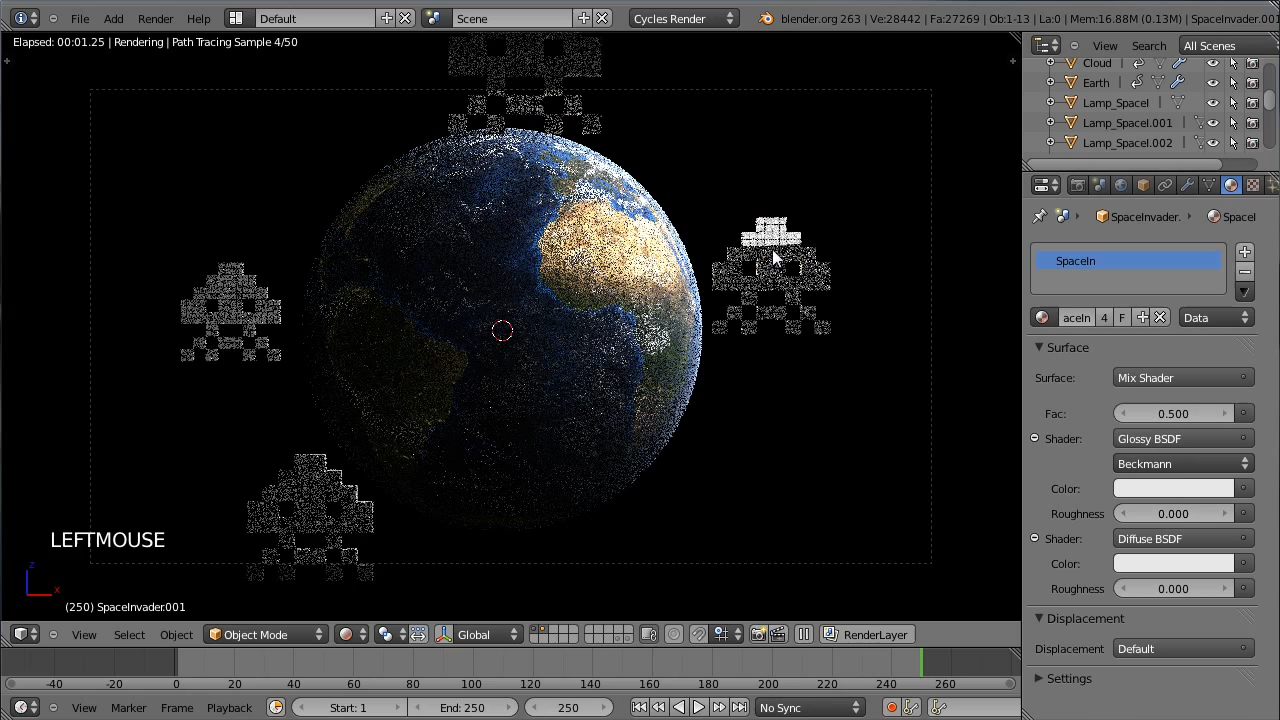 File Add Render Help Default Scene Cycles Render blender.org 263 | Ve:28442 | Fa:27269 | Ob:1-13 | La:0 | Mem:16.88M (0.13M) | SpaceInvader.001
Elapsed: 00:01.25 | Rendering | Path Tracing Sample 4/50
View Search All Scenes
Cloud
Earth
Lamp_SpaceI
Lamp_SpaceI.001
Lamp_SpaceI.002
SpaceInvader. SpaceI
SpaceIn
aceIn 4 F Data
Surface
Surface: Mix Shader
Fac: 0.500
Shader: Glossy BSDF
Beckmann
Color:
Roughness 0.000
Shader: Diffuse BSDF
Color:
Roughness 0.000
Displacement
Displacement Default
Settings
LEFTMOUSE
z
x
(250) SpaceInvader.001
View Select Object Object Mode Global RenderLayer
-40 -20 0 20 40 60 80 100 120 140 160 180 200 220 240 260
View Marker Frame Playback Start: 1 End: 250 250 No Sync